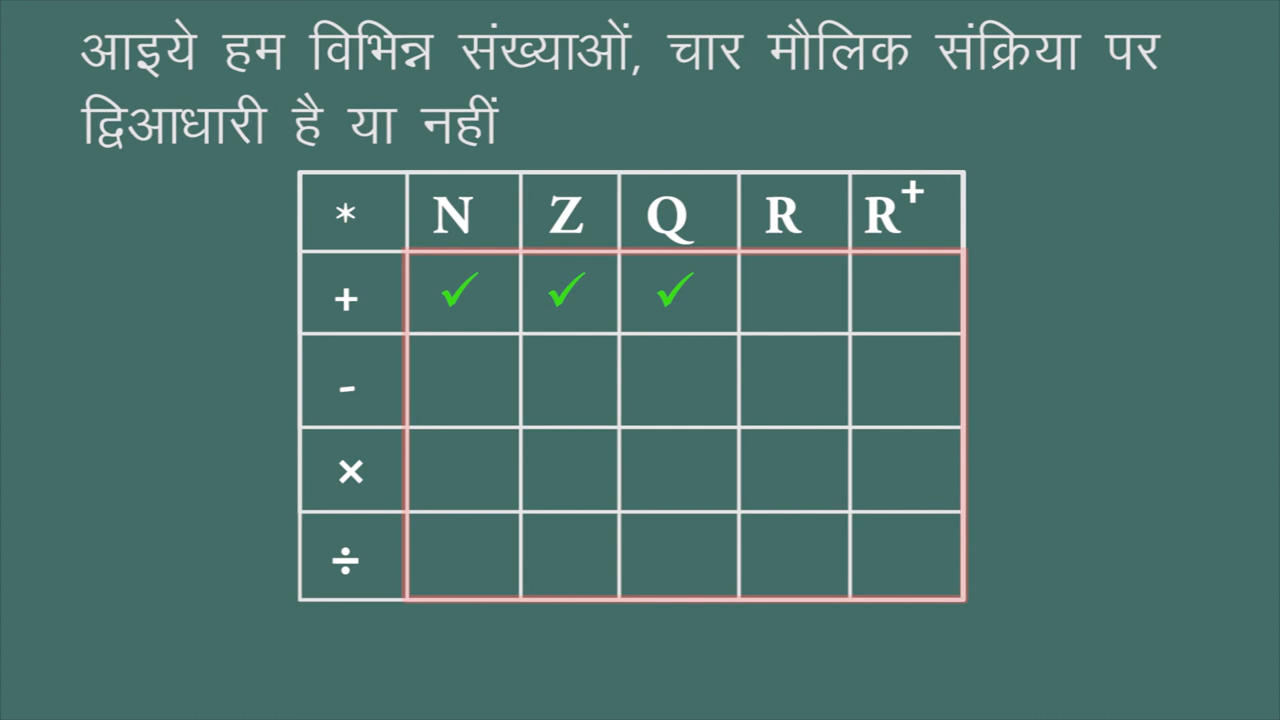 आइये हम विभिन्न संख्याओं, चार मौलिक संक्रिया पर
द्विआधारी है या नहीं
* N Z Q R R⁺
+ ✓ ✓ ✓
-
×
÷